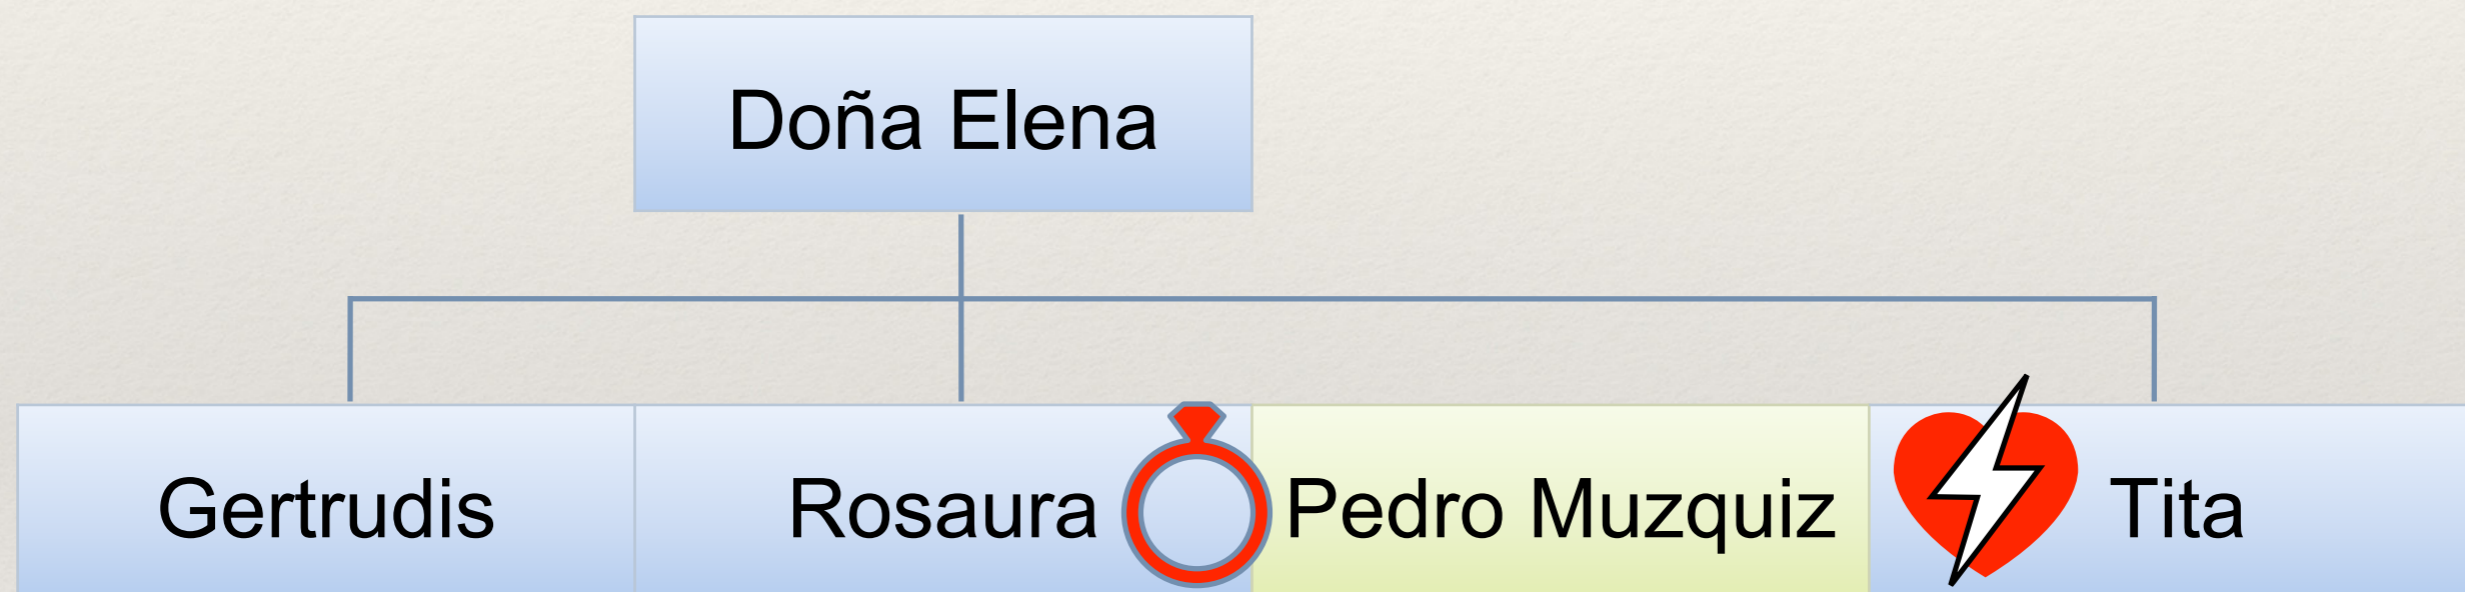 Doña Elena
Gertrudis
Rosaura
Pedro Muzquiz
Tita